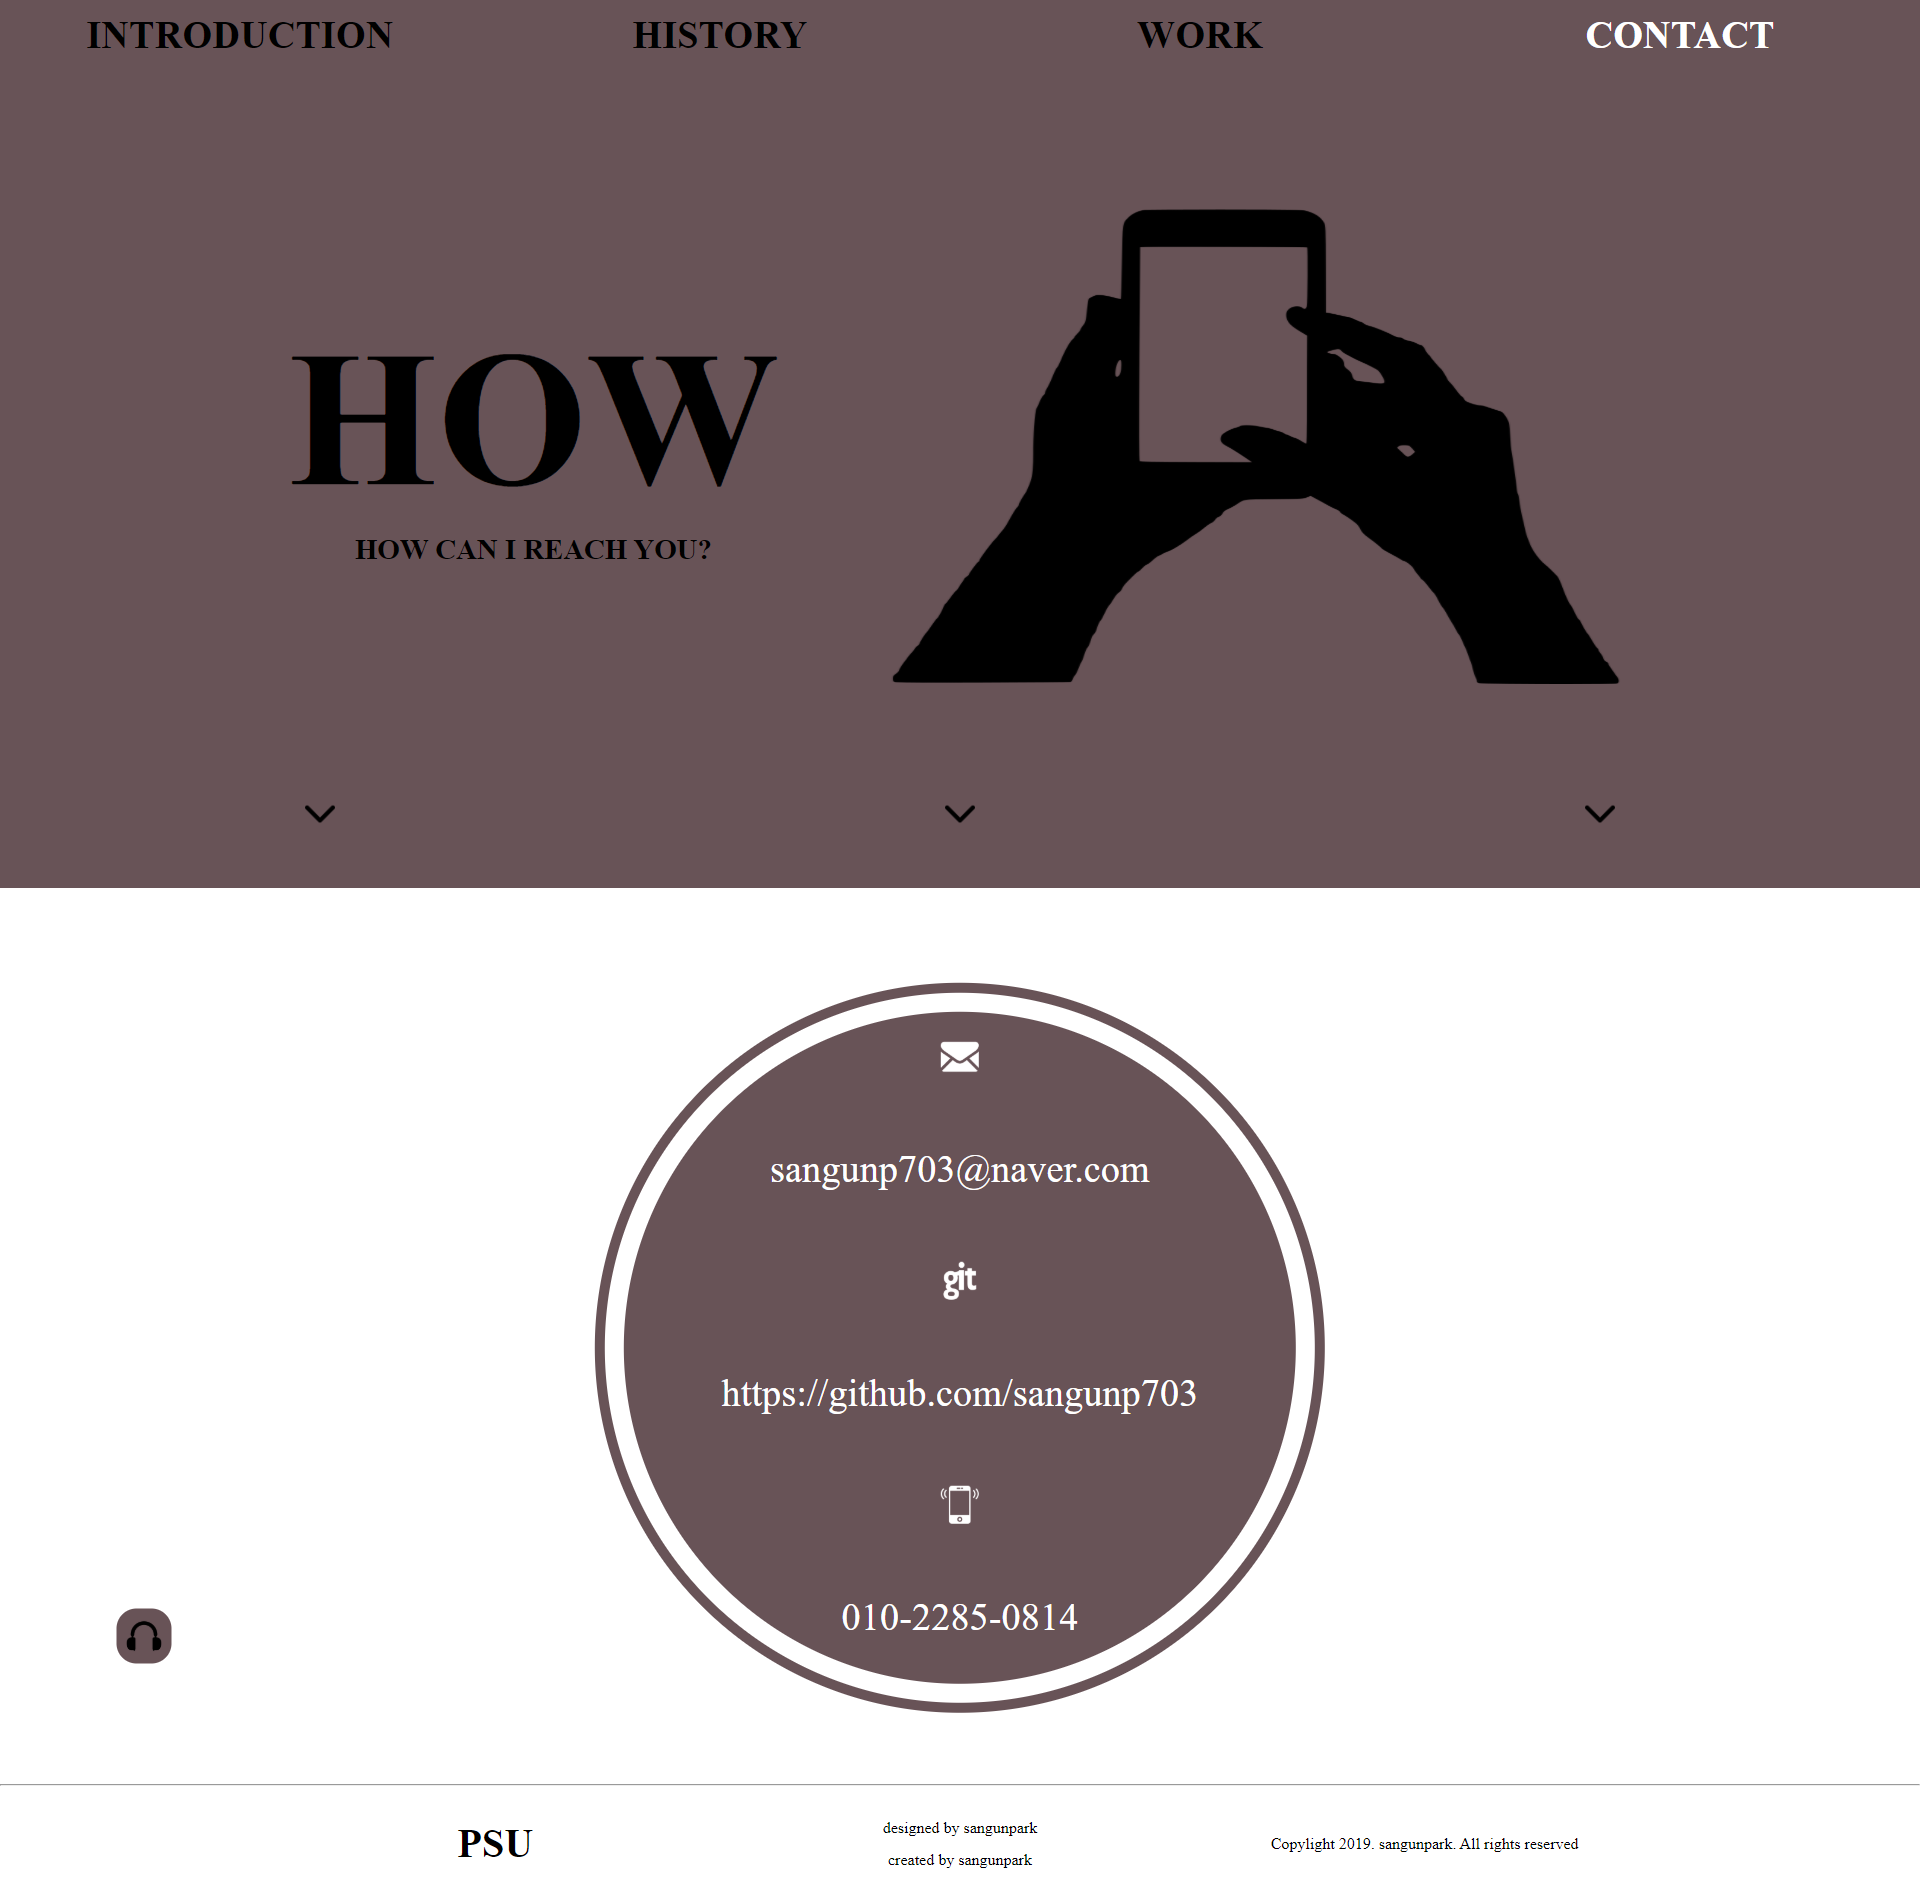 INTRODUCTION HISTORY WORK CONTACT
HOW
HOW CAN I REACH YOU?
sangunp703@naver.com
git
https://github.com/sangunp703
010-2285-0814
PSU
designed by sangunpark
created by sangunpark
Copylight 2019. sangunpark. All rights reserved